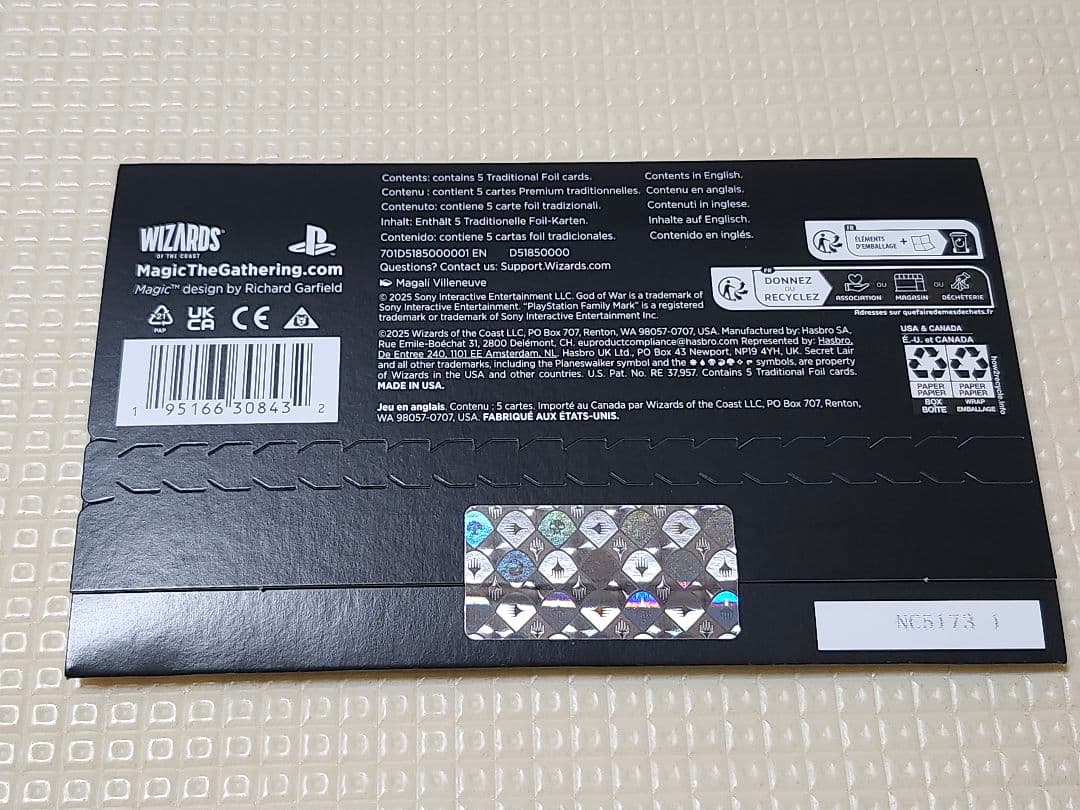 Contents: contains 5 Traditional Foil cards. Contents in English.
Contenu : contient 5 cartes Premium traditionnelles. Contenu en anglais.
Contenuto: contiene 5 carte foil tradizionali. Contenuti in inglese.
Inhalt: Enthält 5 Traditionelle Foil-Karten. Inhalte auf Englisch.
Contenido: contiene 5 cartas foil tradicionales. Contenido en inglés.
701D5185000001 EN D51850000
Questions? Contact us: Support.Wizards.com
Magali Villeneuve
© 2025 Sony Interactive Entertainment LLC. God of War is a trademark of
Sony Interactive Entertainment. "PlayStation Family Mark" is a registered
trademark or trademark of Sony Interactive Entertainment Inc.
©2025 Wizards of the Coast LLC, PO Box 707, Renton, WA 98057-0707, USA. Manufactured by: Hasbro SA,
Rue Emile-Boéchat 31, 2800 Delémont, CH. euproductcompliance@hasbro.com Represented by: Hasbro,
De Entree 240, 1101 EE Amsterdam, NL. Hasbro UK Ltd., PO Box 43 Newport, NP19 4YH, UK. Secret Lair
and all other trademarks, including the Planeswalker symbol and the symbols, are property
of Wizards in the USA and other countries. U.S. Pat. No. RE 37,957. Contains 5 Traditional Foil cards.
MADE IN USA.
Jeu en anglais. Contenu : 5 cartes. Importé au Canada par Wizards of the Coast LLC, PO Box 707, Renton,
WA 98057-0707, USA. FABRIQUÉ AUX ÉTATS-UNIS.
WIZARDS
OF THE COAST
MagicTheGathering.com
Magic™ design by Richard Garfield
21
PAP
UK
CA
CE
1 95166 30843 2
FR
ÉLÉMENTS
D'EMBALLAGE
+
FR
DONNEZ
OU
RECYCLEZ
ASSOCIATION
OU
MAGASIN
OU
DÉCHÈTERIE
Adresses sur quefairedemesdechets.fr
USA & CANADA
É.-U. et CANADA
PAPER
PAPIER
BOX
BOÎTE
PAPER
PAPIER
WRAP
EMBALLAGE
how2recycle.info
NC5173 1